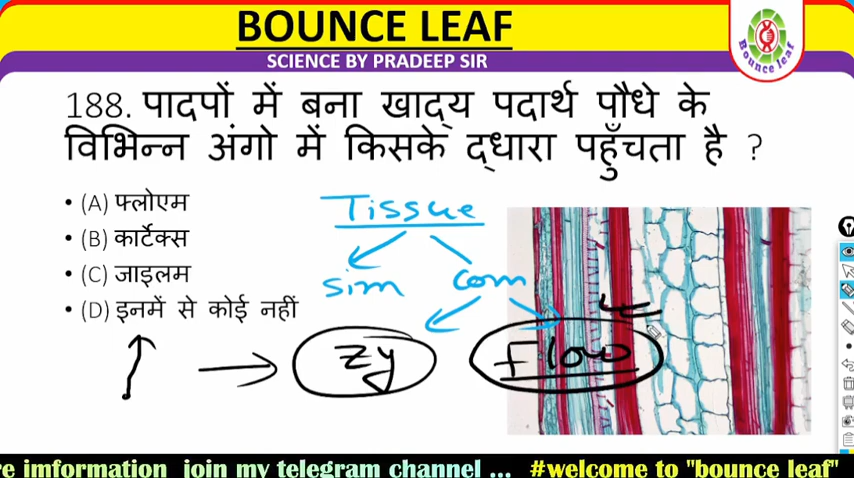 BOUNCE LEAF
SCIENCE BY PRADEEP SIR
Bounce leaf
188. पादपों में बना खाद्य पदार्थ पौधे के
विभिन्न अंगो में किसके द्धारा पहुँचता है ?
• (A) फ्लोएम
• (B) कार्टेक्स
• (C) जाइलम
• (D) इनमें से कोई नहीं
Tissue
sim com
zy Flow
re imformation join my telegram channel ... #welcome to "bounce leaf"